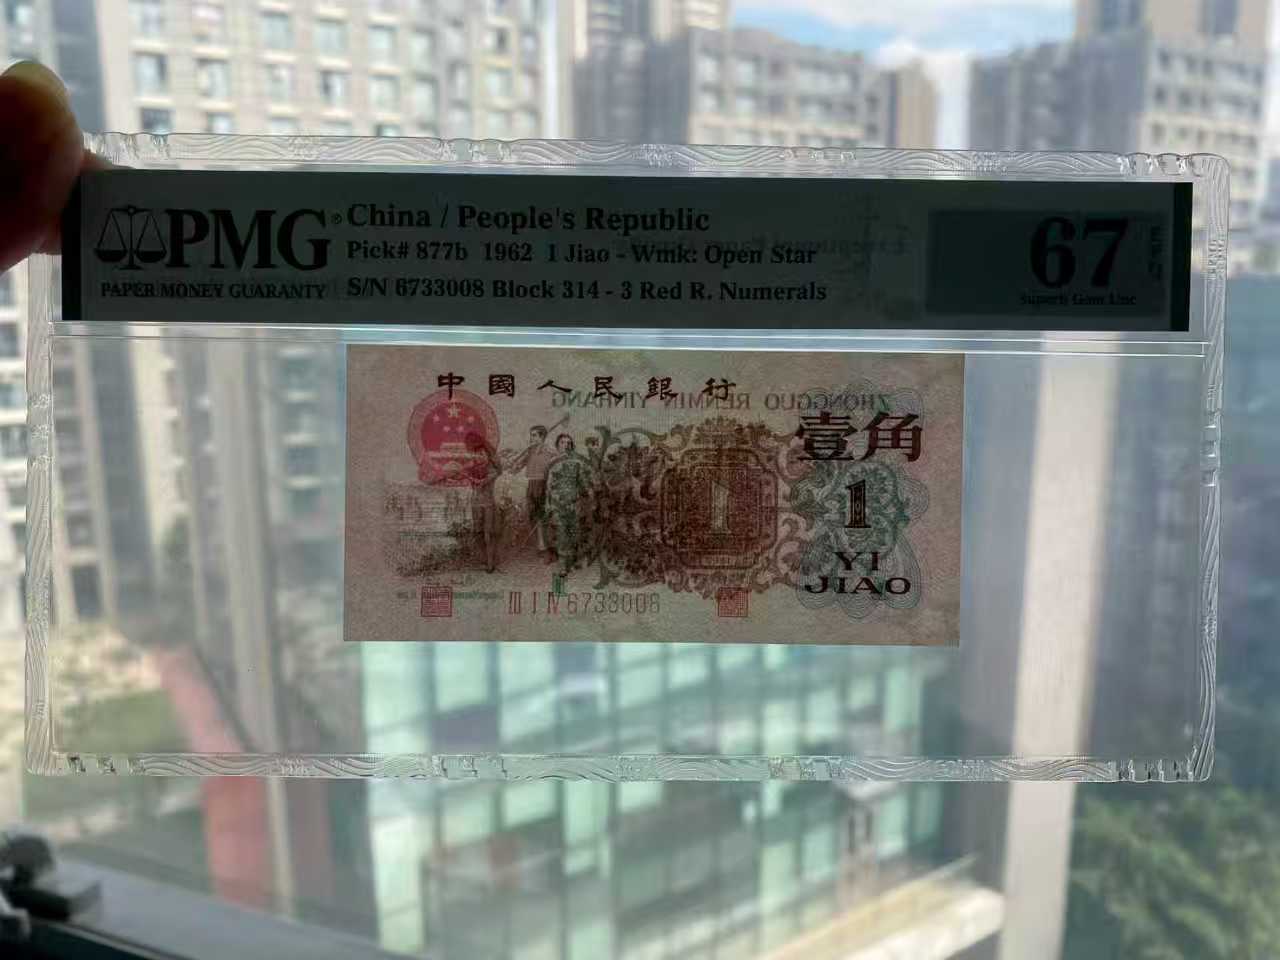 PMG® China / People's Republic
Pick# 877b 1962 1 Jiao - Wmk: Open Star
PAPER MONEY GUARANTY S/N 6733008 Block 314 - 3 Red R. Numerals
67
Superb Gem Unc
中國人民銀行
ZHONGGUO RENMIN YINHANG
壹角
1
1
YI
JIAO
III I IV 6733008